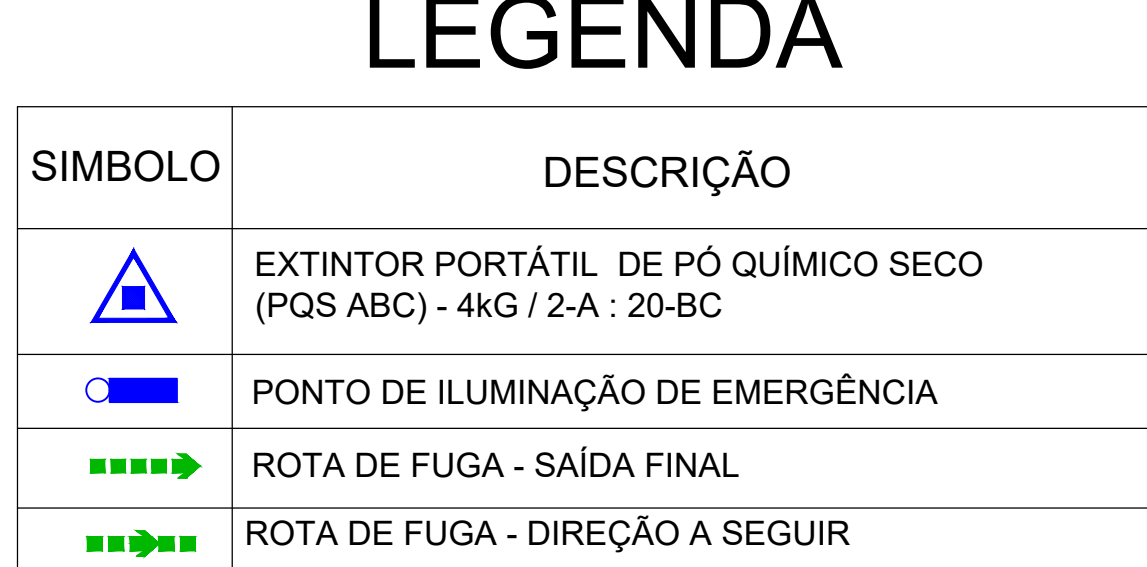 LEGENDA
SIMBOLO
DESCRIÇÃO
EXTINTOR PORTÁTIL DE PÓ QUÍMICO SECO
(PQS ABC) - 4kG / 2-A : 20-BC
PONTO DE ILUMINAÇÃO DE EMERGÊNCIA
ROTA DE FUGA - SAÍDA FINAL
ROTA DE FUGA - DIREÇÃO A SEGUIR